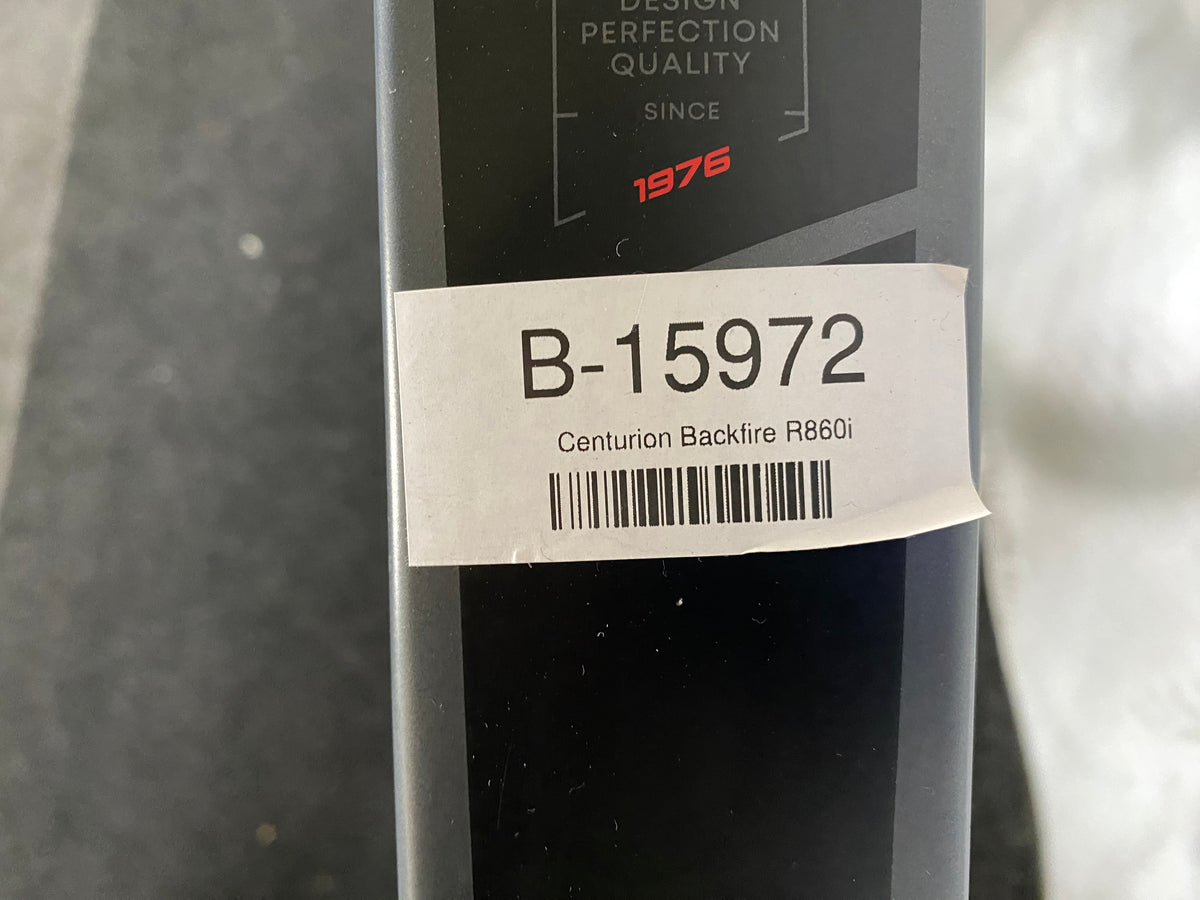 DESIGN
PERFECTION
QUALITY
SINCE
1976
B-15972
Centurion Backfire R860i